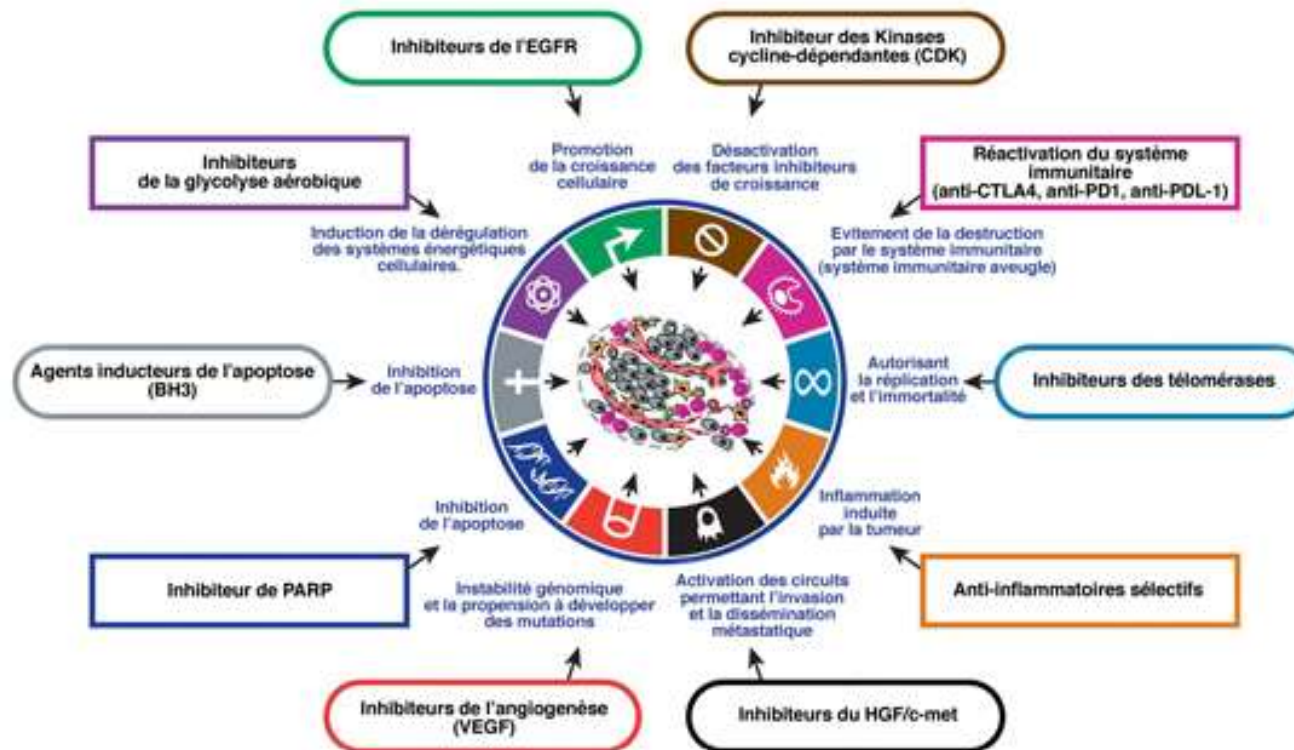 Inhibiteurs de l'EGFR
Inhibiteur des Kinases
cycline-dépendantes (CDK)
Promotion
de la croissance
cellulaire
Désactivation
des facteurs inhibiteurs
de croissance
Inhibiteurs
de la glycolyse aérobique
Réactivation du système
immunitaire
(anti-CTLA4, anti-PD1, anti-PDL-1)
Induction de la dérégulation
des systèmes énergétiques
cellulaires.
Evitement de la destruction
par le système immunitaire
(système immunitaire aveugle)
Agents inducteurs de l'apoptose
(BH3)
Inhibition
de l'apoptose
Autorisant
la réplication
et l'immortalité
Inhibiteurs des télomérases
Inhibition
de l'apoptose
Inflammation
induite
par la tumeur
Inhibiteur de PARP
Instabilité génomique
et la propension à développer
des mutations
Activation des circuits
permettant l'invasion
et la dissémination
métastatique
Anti-inflammatoires sélectifs
Inhibiteurs de l'angiogenèse
(VEGF)
Inhibiteurs du HGF/c-met